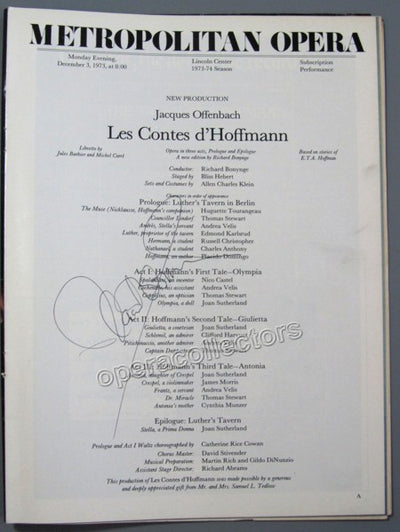 METROPOLITAN OPERA
Monday Evening, Lincoln Center Subscription
December 3, 1973, at 8:00 1973-74 Season Performance
NEW PRODUCTION
Jacques Offenbach
Les Contes d'Hoffmann
Libretto by Opera in three acts, Prologue and Epilogue Based on stories of
Jules Barbier and Michel Carré A new edition by Richard Bonynge E.T.A. Hoffman
Conductor: Richard Bonynge
Staged by Bliss Hebert
Sets and Costumes by Allen Charles Klein
Characters in order of appearance
Prologue: Luther's Tavern in Berlin
The Muse (Nicklausse, Hoffmann's companion) Huguette Tourangeau
Councillor Lindorf Thomas Stewart
Andrès, Stella's servant Andrea Velis
Luther, proprietor of the tavern Edmond Karlsrud
Hermann, a student Russell Christopher
Nathanael, a student Charles Anthony
Hoffmann, an author Placido Domingo
Act I: Hoffmann's First Tale—Olympia
Spalanzani, an inventor Nico Castel
Cochenille, his assistant Andrea Velis
Coppelius, an optician Thomas Stewart
Olympia, a doll Joan Sutherland
Act II: Hoffmann's Second Tale—Giulietta
Giulietta, a courtesan Joan Sutherland
Schlemil, an admirer Clifford Harvuot
Pitichinaccio, another admirer Andrea
Captain
operacollectors
Act III: Hoffmann's Third Tale—Antonia
Antonia, daughter of Crespel Joan Sutherland
Crespel, a violinmaker James Morris
Frantz, a servant Andrea Velis
Dr. Miracle Thomas Stewart
Antonia's mother Cynthia Munzer
Epilogue: Luther's Tavern
Stella, a Prima Donna Joan Sutherland
Prologue and Act I Waltz choreographed by Catherine Rice Cowan
Chorus Master: David Stivender
Musical Preparation: Martin Rich and Gildo DiNunzio
Assistant Stage Director: Richard Abrams
This production of Les Contes d'Hoffmann was made possible by a generous
and deeply appreciated gift from Mr. and Mrs. Samuel L. Tedlow
A